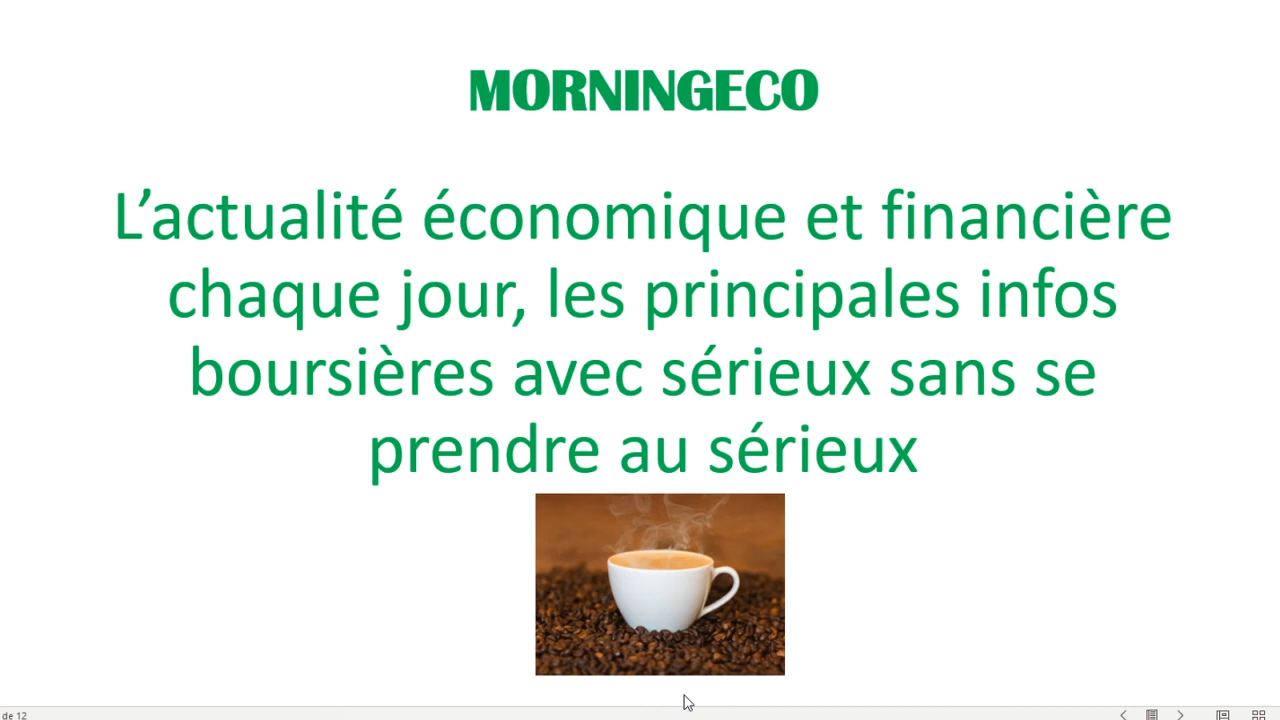 MORNINGECO
L’actualité économique et financière
chaque jour, les principales infos
boursières avec sérieux sans se
prendre au sérieux
de 12